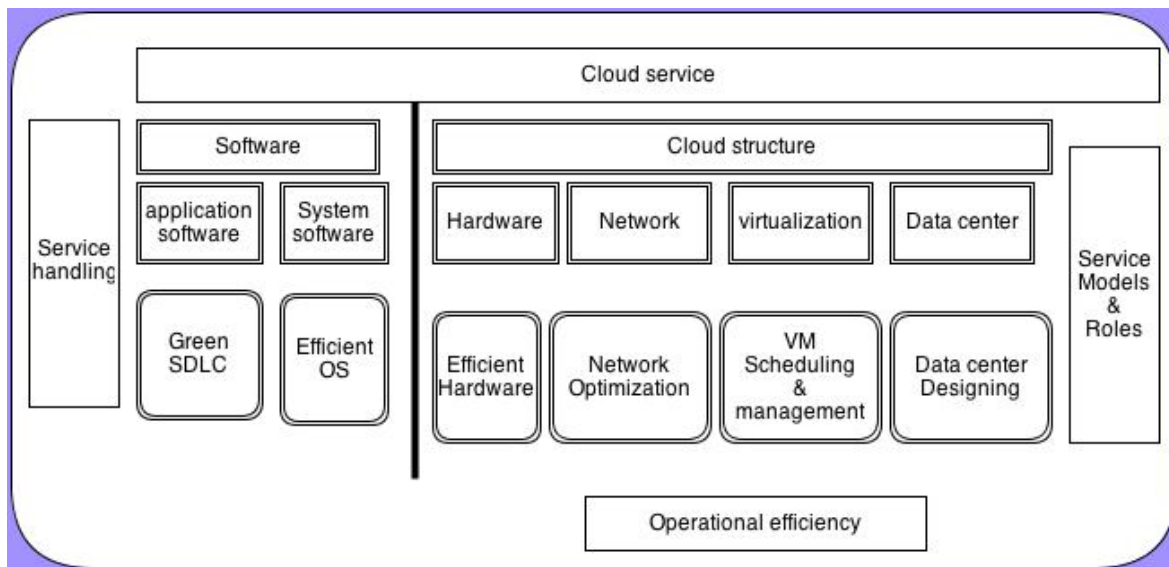 Cloud service
Software
Cloud structure
application
software
System
software
Hardware
Network
virtualization
Data center
Service
handling
Service
Models
&
Roles
Green
SDLC
Efficient
OS
Efficient
Hardware
Network
Optimization
VM
Scheduling
&
management
Data center
Designing
Operational efficiency